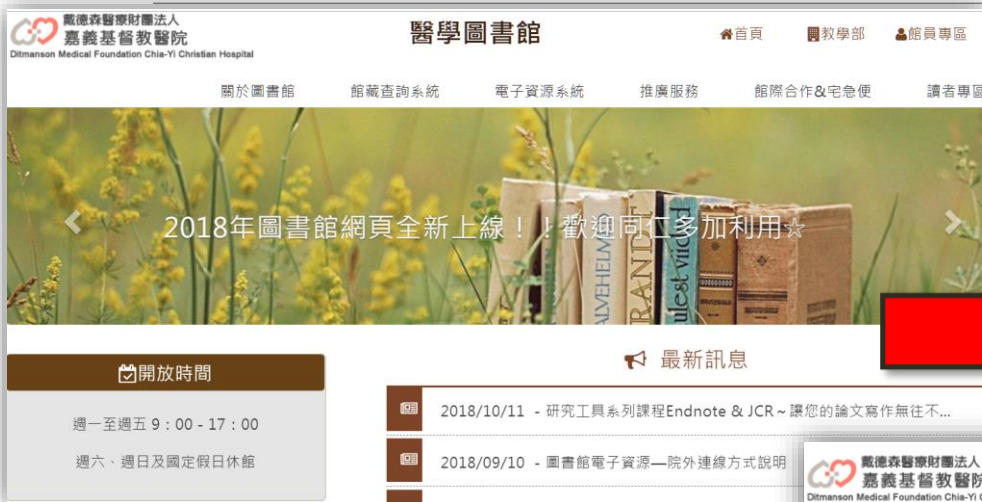 戴德森醫療財團法人
嘉義基督教醫院
Ditmanson Medical Foundation Chia-Yi Christian Hospital
醫學圖書館
首頁
教學部
館員專區
關於圖書館
館藏查詢系統
電子資源系統
推廣服務
館際合作&宅急便
讀者專區
2018年圖書館網頁全新上線！！歡迎同仁多加利用☆
開放時間
週一至週五 9：00 - 17：00
週六、週日及國定假日休館
最新訊息
2018/10/11 - 研究工具系列課程Endnote & JCR～讓您的論文寫作無往不...
2018/09/10 - 圖書館電子資源—院外連線方式說明
戴德森醫療財團法人
嘉義基督教醫院
Ditmanson Medical Foundation Chia-Yi